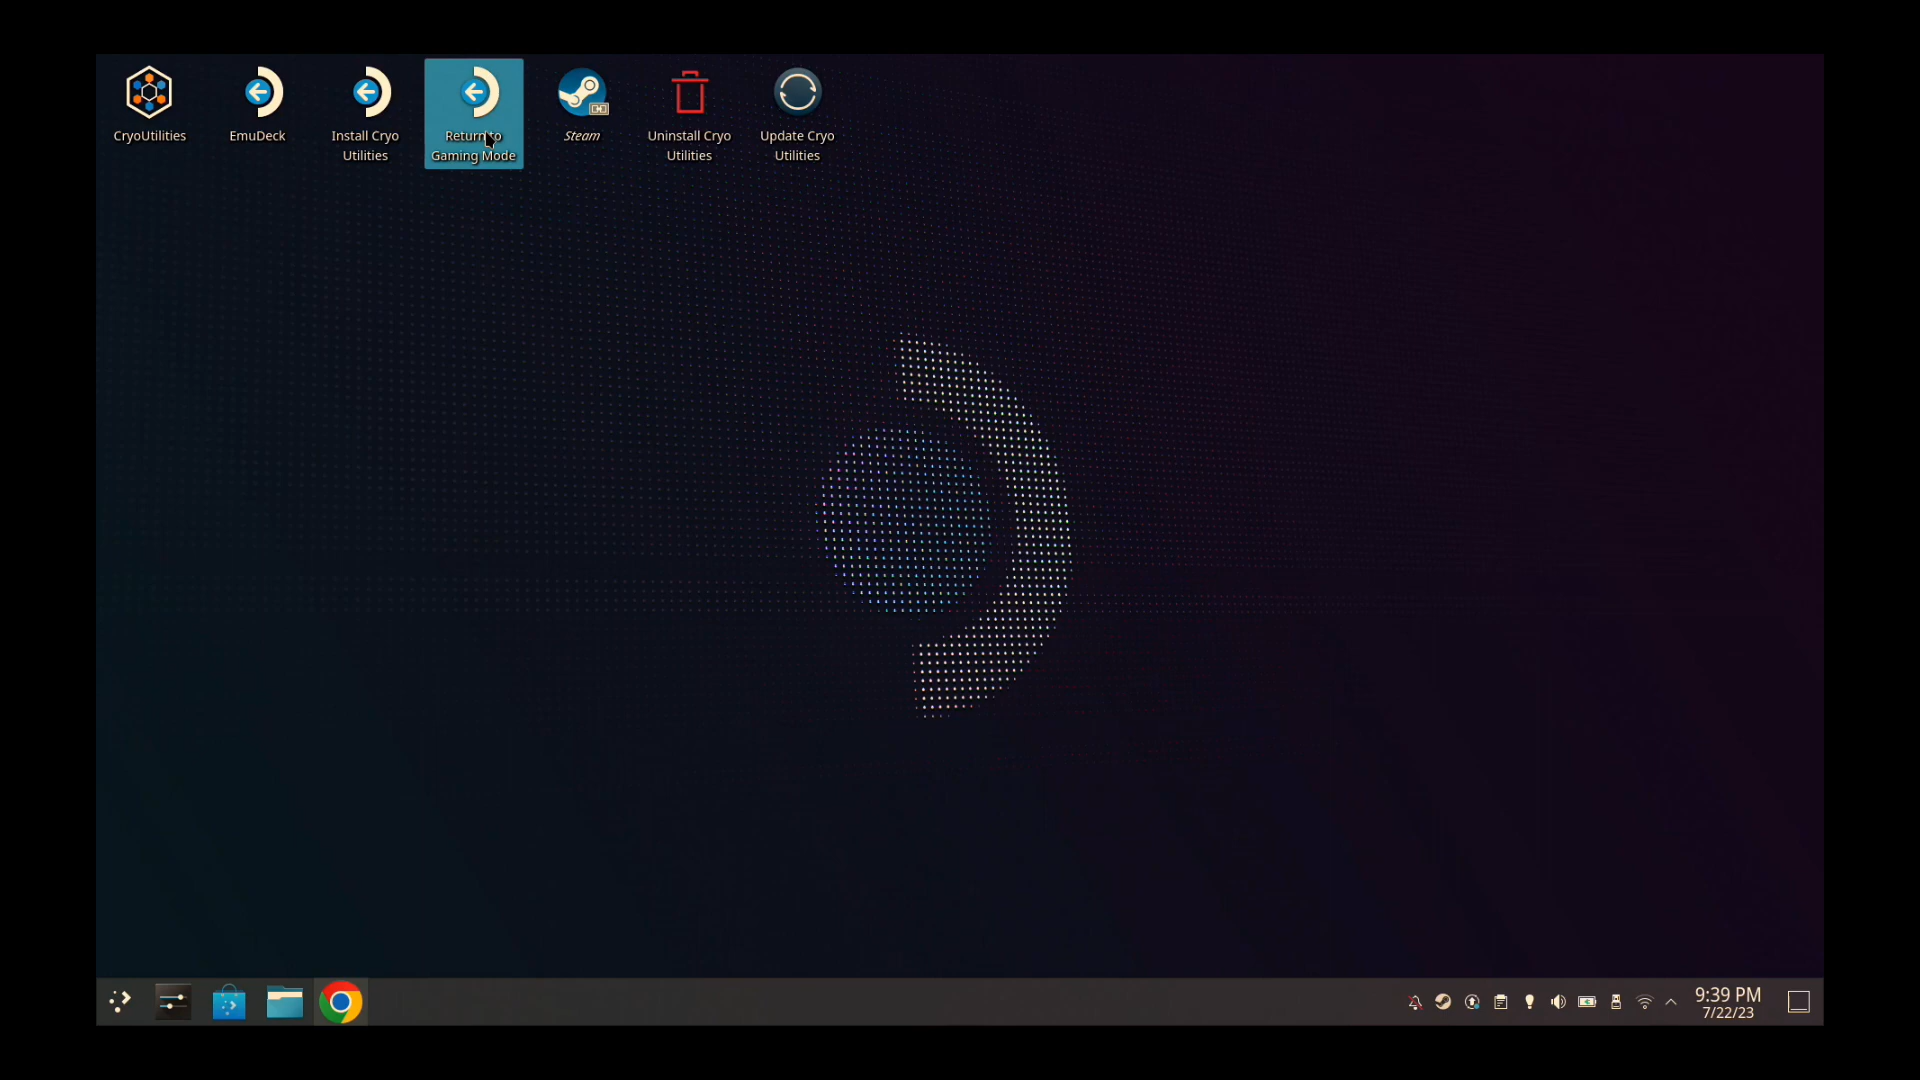 CryoUtilities
EmuDeck
Install Cryo
Utilities
Return to
Gaming Mode
Steam
Uninstall Cryo
Utilities
Update Cryo
Utilities
9:39 PM
7/22/23